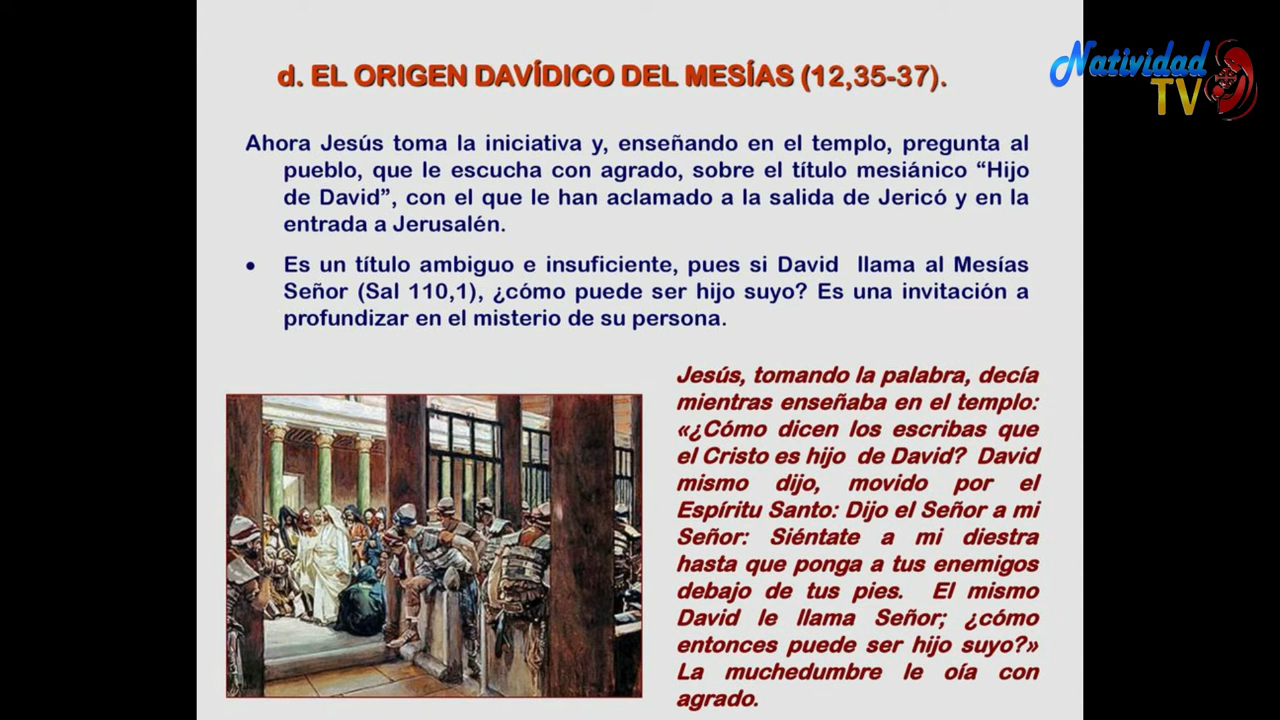 d. EL ORIGEN DAVÍDICO DEL MESÍAS (12,35-37).
Natividad
TV
Ahora Jesús toma la iniciativa y, enseñando en el templo, pregunta al
pueblo, que le escucha con agrado, sobre el título mesiánico “Hijo
de David”, con el que le han aclamado a la salida de Jericó y en la
entrada a Jerusalén.
• Es un título ambiguo e insuficiente, pues si David llama al Mesías
Señor (Sal 110,1), ¿cómo puede ser hijo suyo? Es una invitación a
profundizar en el misterio de su persona.
Jesús, tomando la palabra, decía
mientras enseñaba en el templo:
«¿Cómo dicen los escribas que
el Cristo es hijo de David? David
mismo dijo, movido por el
Espíritu Santo: Dijo el Señor a mi
Señor: Siéntate a mi diestra
hasta que ponga a tus enemigos
debajo de tus pies. El mismo
David le llama Señor; ¿cómo
entonces puede ser hijo suyo?»
La muchedumbre le oía con
agrado.